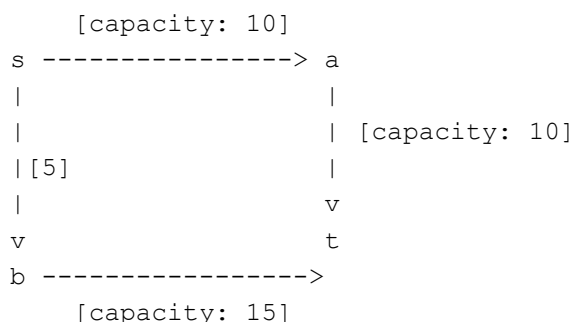 [capacity: 10]
s ----------------> a
| |
| | [capacity: 10]
|[5] |
| v
v t
b ----------------->
[capacity: 15]